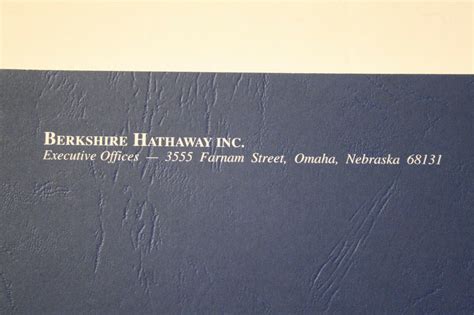 BERKSHIRE HATHAWAY INC.
Executive Offices — 3555 Farnam Street, Omaha, Nebraska 68131